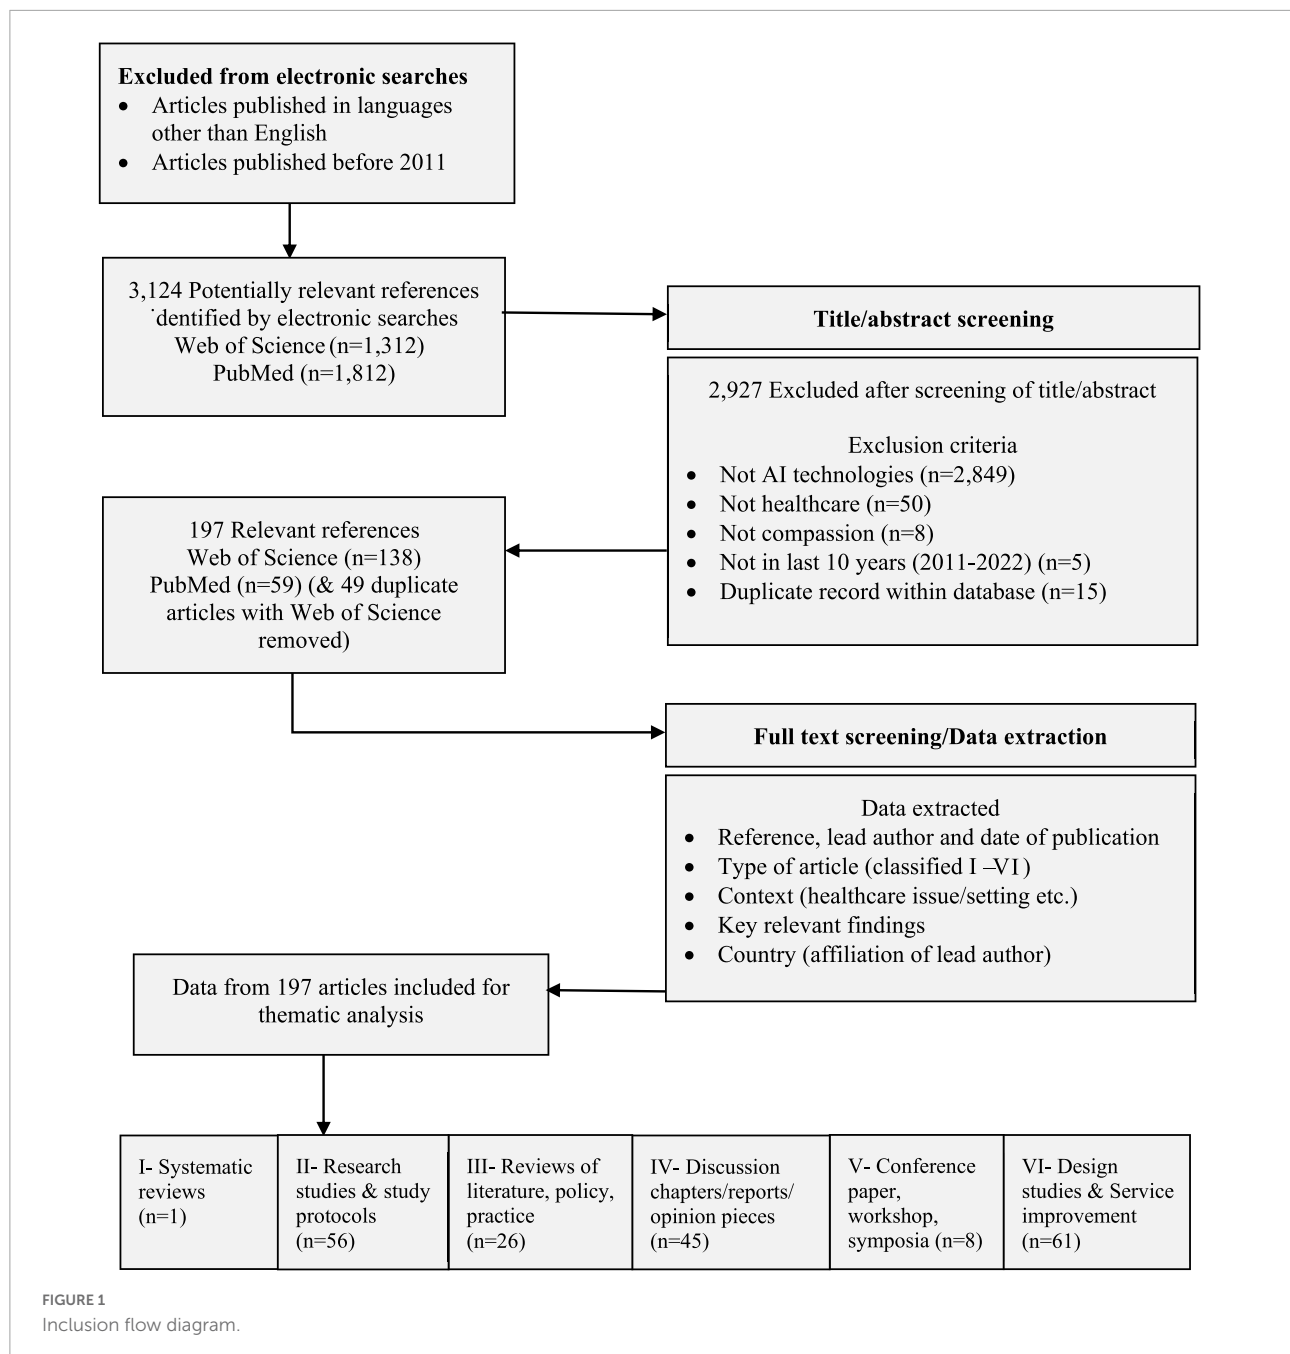 Excluded from electronic searches
• Articles published in languages
other than English
• Articles published before 2011
3,124 Potentially relevant references
dentified by electronic searches
Web of Science (n=1,312)
PubMed (n=1,812)
Title/abstract screening
2,927 Excluded after screening of title/abstract
Exclusion criteria
• Not AI technologies (n=2,849)
• Not healthcare (n=50)
• Not compassion (n=8)
• Not in last 10 years (2011-2022) (n=5)
• Duplicate record within database (n=15)
197 Relevant references
Web of Science (n=138)
PubMed (n=59) (& 49 duplicate
articles with Web of Science
removed)
Full text screening/Data extraction
Data extracted
• Reference, lead author and date of publication
• Type of article (classified I –VI)
• Context (healthcare issue/setting etc.)
• Key relevant findings
• Country (affiliation of lead author)
Data from 197 articles included for
thematic analysis
I- Systematic
reviews
(n=1)
II- Research
studies & study
protocols
(n=56)
III- Reviews of
literature, policy,
practice
(n=26)
IV- Discussion
chapters/reports/
opinion pieces
(n=45)
V- Conference
paper,
workshop,
symposia (n=8)
VI- Design
studies & Service
improvement
(n=61)
FIGURE 1
Inclusion flow diagram.